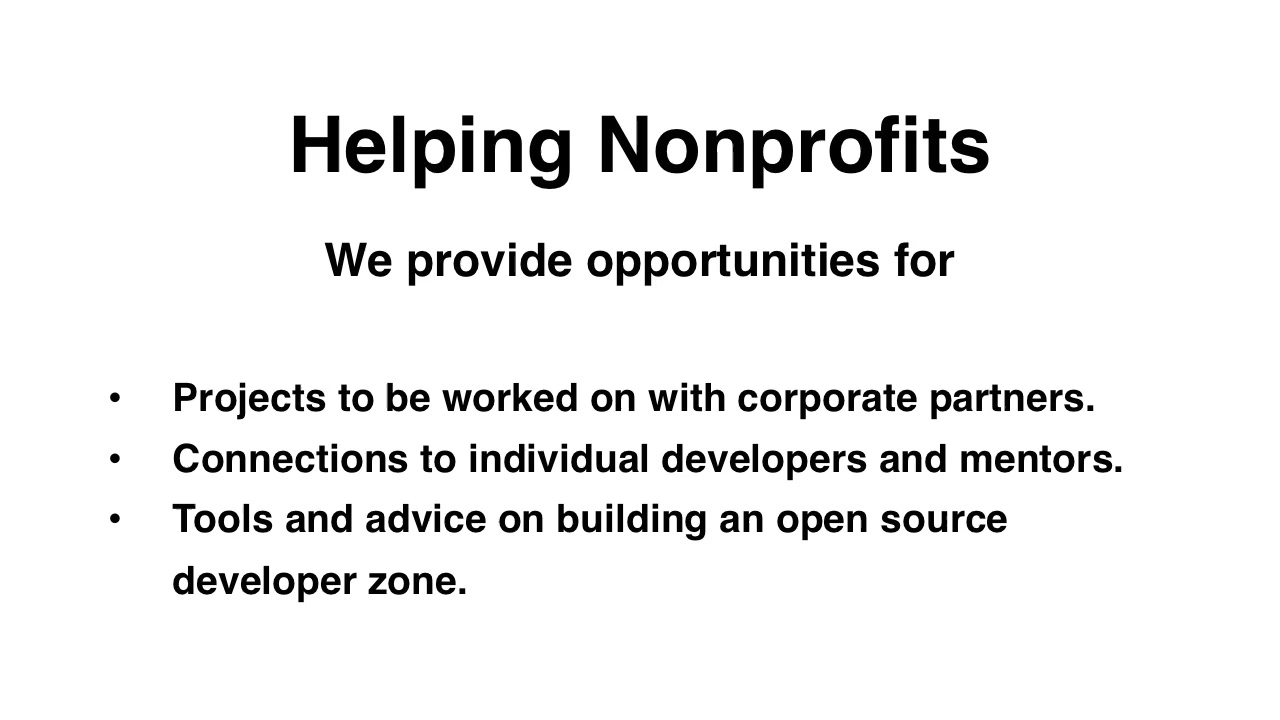 Helping Nonprofits
We provide opportunities for
• Projects to be worked on with corporate partners.
• Connections to individual developers and mentors.
• Tools and advice on building an open source
developer zone.